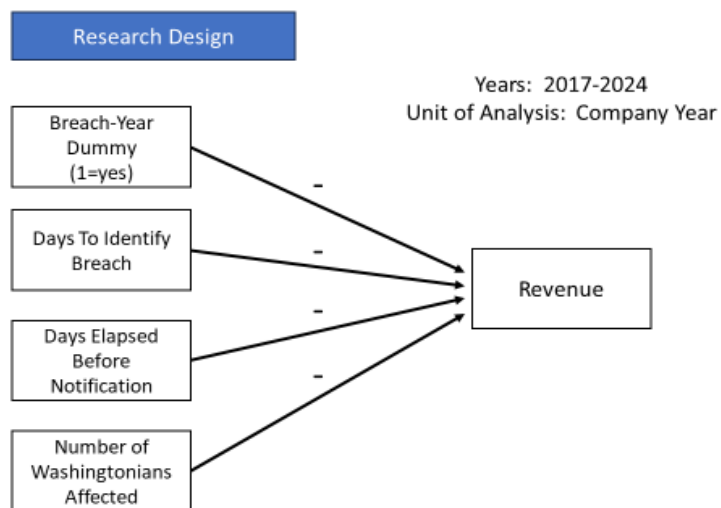 Research Design
Years: 2017-2024
Unit of Analysis: Company Year
Breach-Year
Dummy
(1=yes)
-
Days To Identify
Breach
-
Days Elapsed
Before
Notification
-
Number of
Washingtonians
Affected
-
Revenue